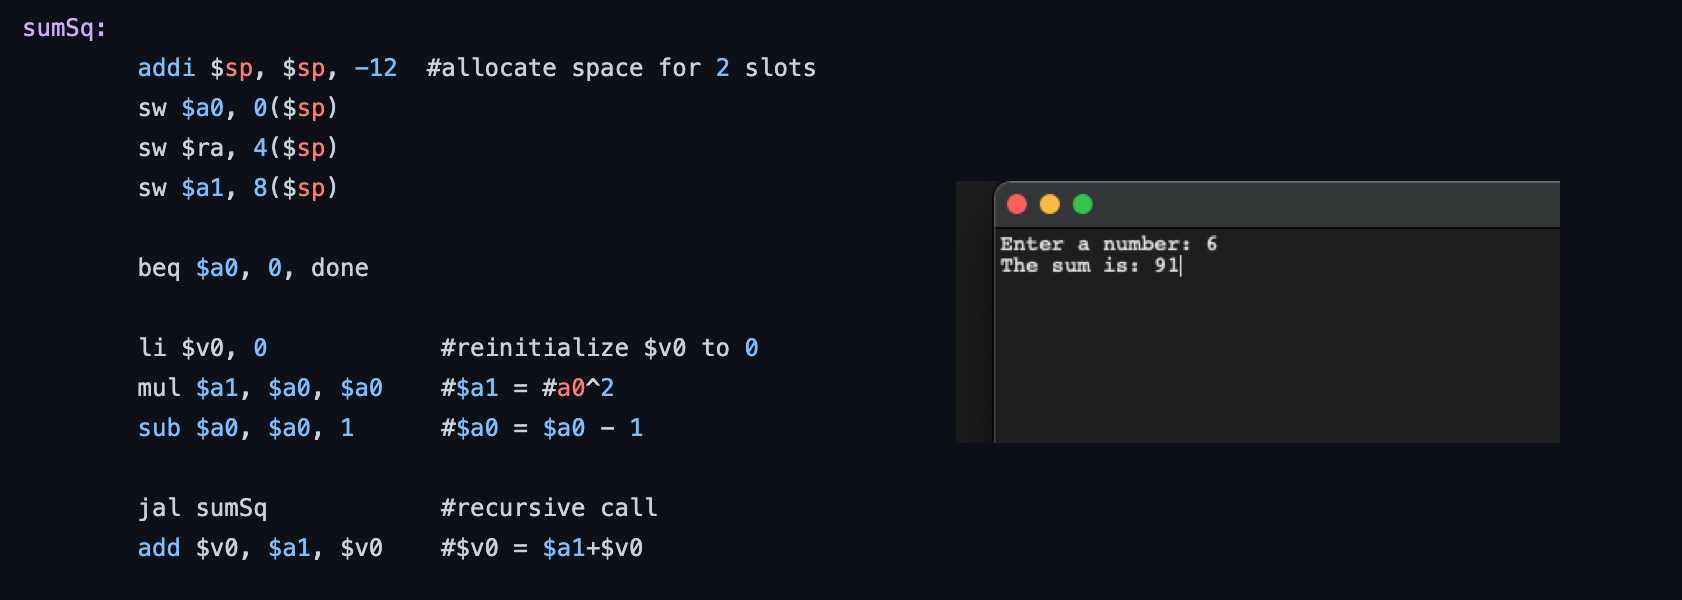 sumSq:
addi $sp, $sp, -12 #allocate space for 2 slots
sw $a0, 0($sp)
sw $ra, 4($sp)
sw $a1, 8($sp)
beq $a0, 0, done
li $v0, 0 #reinitialize $v0 to 0
mul $a1, $a0, $a0 #$a1 = #a0^2
sub $a0, $a0, 1 #$a0 = $a0 - 1
jal sumSq #recursive call
add $v0, $a1, $v0 #$v0 = $a1+$v0
Enter a number: 6
The sum is: 91